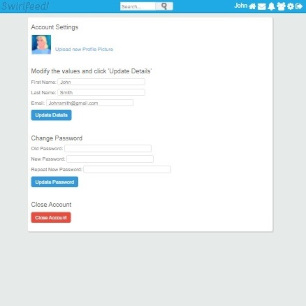 Swirlfeed!
Search...
John
Account Settings
Upload new Profile Picture
Modify the values and click 'Update Details'
First Name: John
Last Name: Smith
Email: Johnsmith@gmail.com
Update Details
Change Password
Old Password:
New Password:
Repeat New Password:
Update Password
Close Account
Close Account